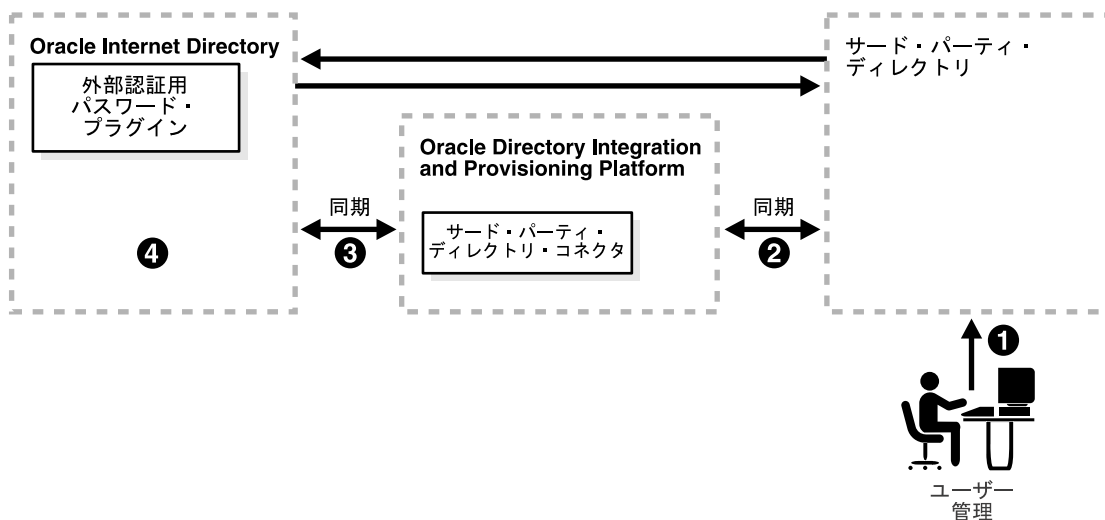 Oracle Internet Directory
外部認証用
パスワード・
プラグイン
サード・パーティ・
ディレクトリ
Oracle Directory Integration
and Provisioning Platform
同期
3
サード・パーティ・
ディレクトリ・コネクタ
同期
2
4
1
ユーザー
管理